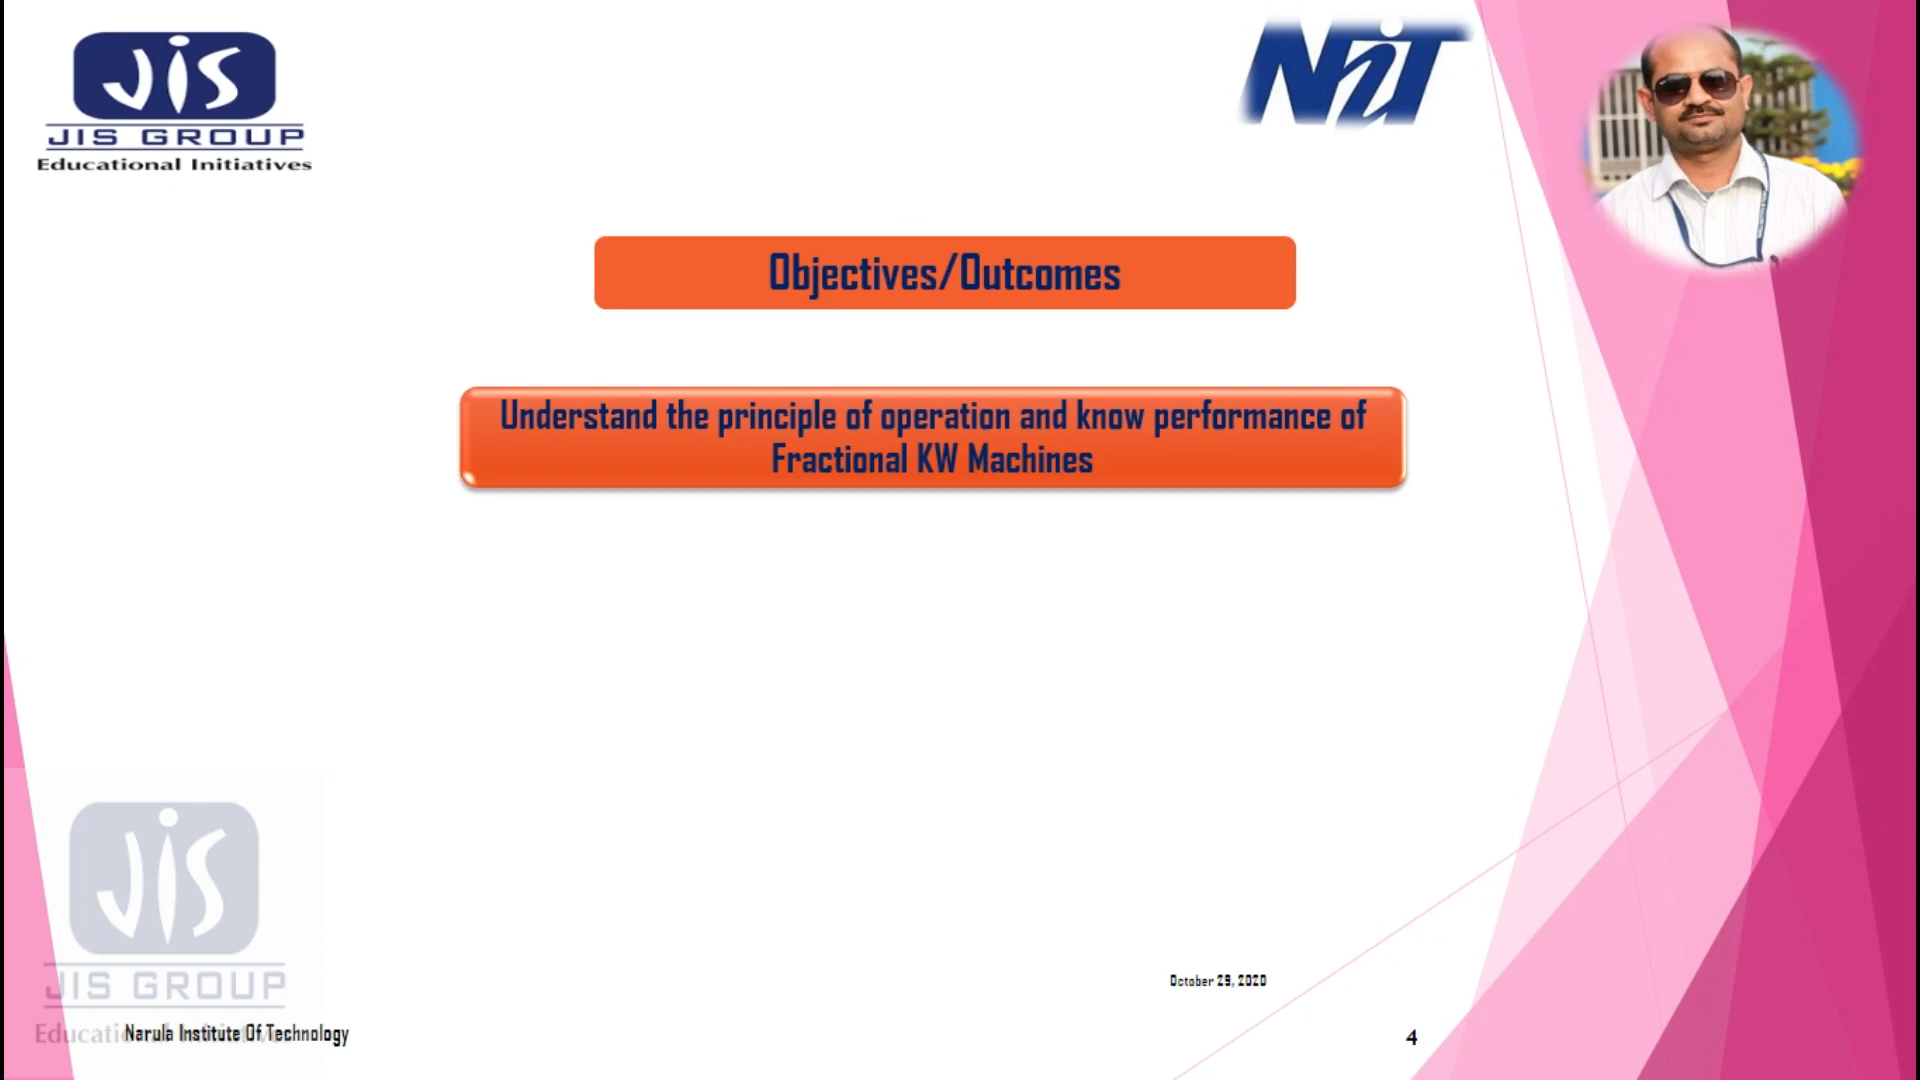 JiS
JIS GROUP
Educational Initiatives
NiT
Objectives/Outcomes
Understand the principle of operation and know performance of
Fractional KW Machines
JiS
JIS GROUP
October 29, 2020
Narula Institute Of Technology
4